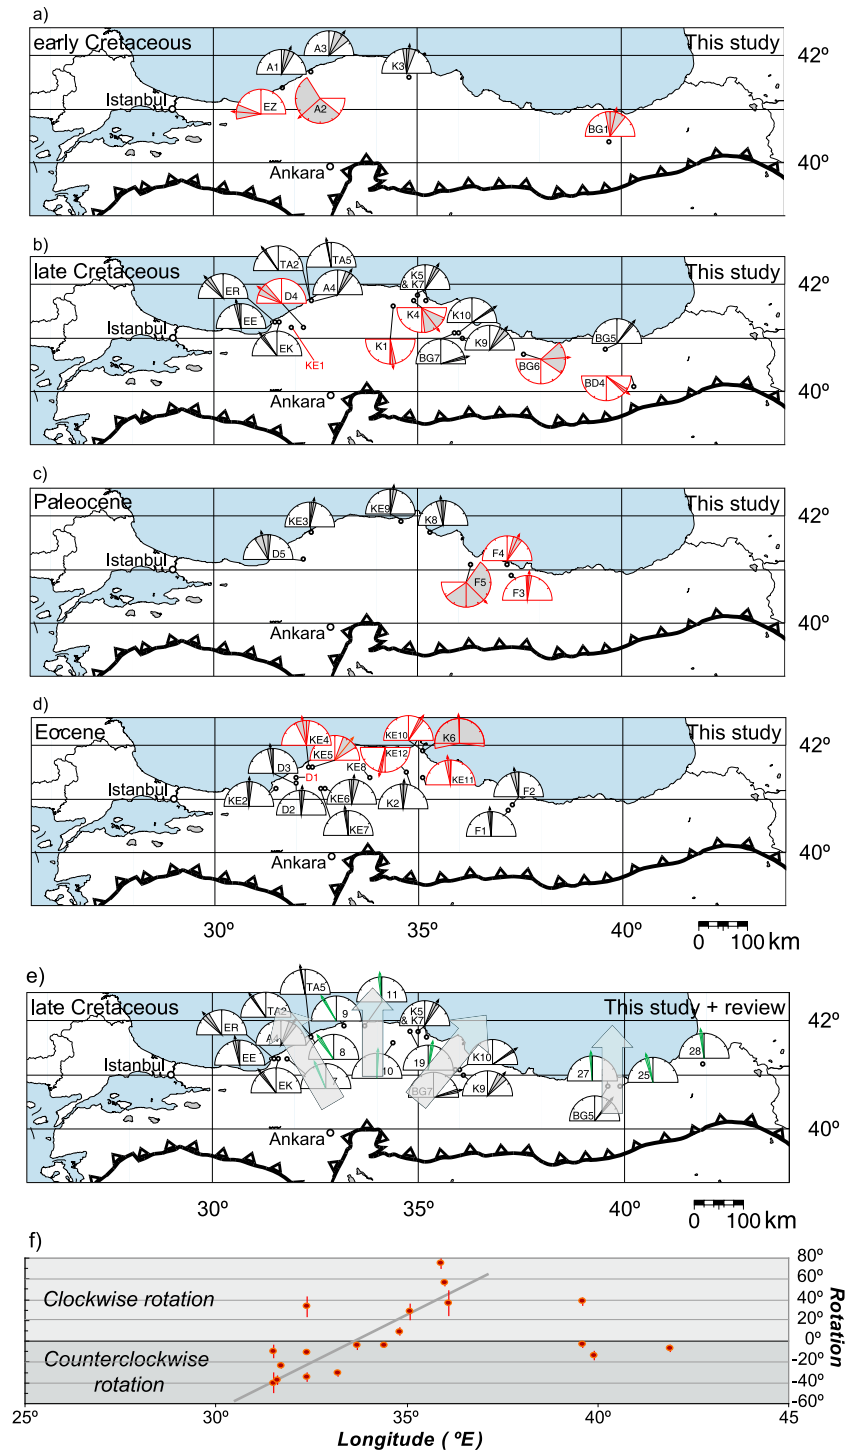 a)
early Cretaceous
This study
A3
A1
K3
42º
Istanbul
EZ
A2
BG1
Ankara
40º
b)
late Cretaceous
This study
TA2
TA5
K5
& K7
42º
ER
D4
A4
EE
K4
K10
EK
KE1
K1
BG7
K9
BG5
Istanbul
BG6
BD4
Ankara
40º
c)
Paleocene
This study
KE3
KE9
K8
42º
D5
F4
Istanbul
F5
F3
Ankara
40º
d)
Eocene
This study
KE4
KE10
K6
KE5
KE12
42º
D3
D1
KE8
KE11
Istanbul
KE2
D2
KE6
K2
F2
KE7
F1
Ankara
40º
30º
35º
40º
0
100 km
e)
late Cretaceous
This study + review
TA5
11
TA2
9
K5
& K7
42º
ER
A4
EE
8
19
K10
28
Istanbul
EK
7
10
BG7
K9
27
25
BG5
Ankara
40º
30º
35º
40º
0
100 km
f)
80º
60º
Clockwise rotation
40º
20º
0º
Counterclockwise
rotation
-20º
-40º
-60º
Rotation
25º
30º
35º
40º
45
Longitude ( ºE)